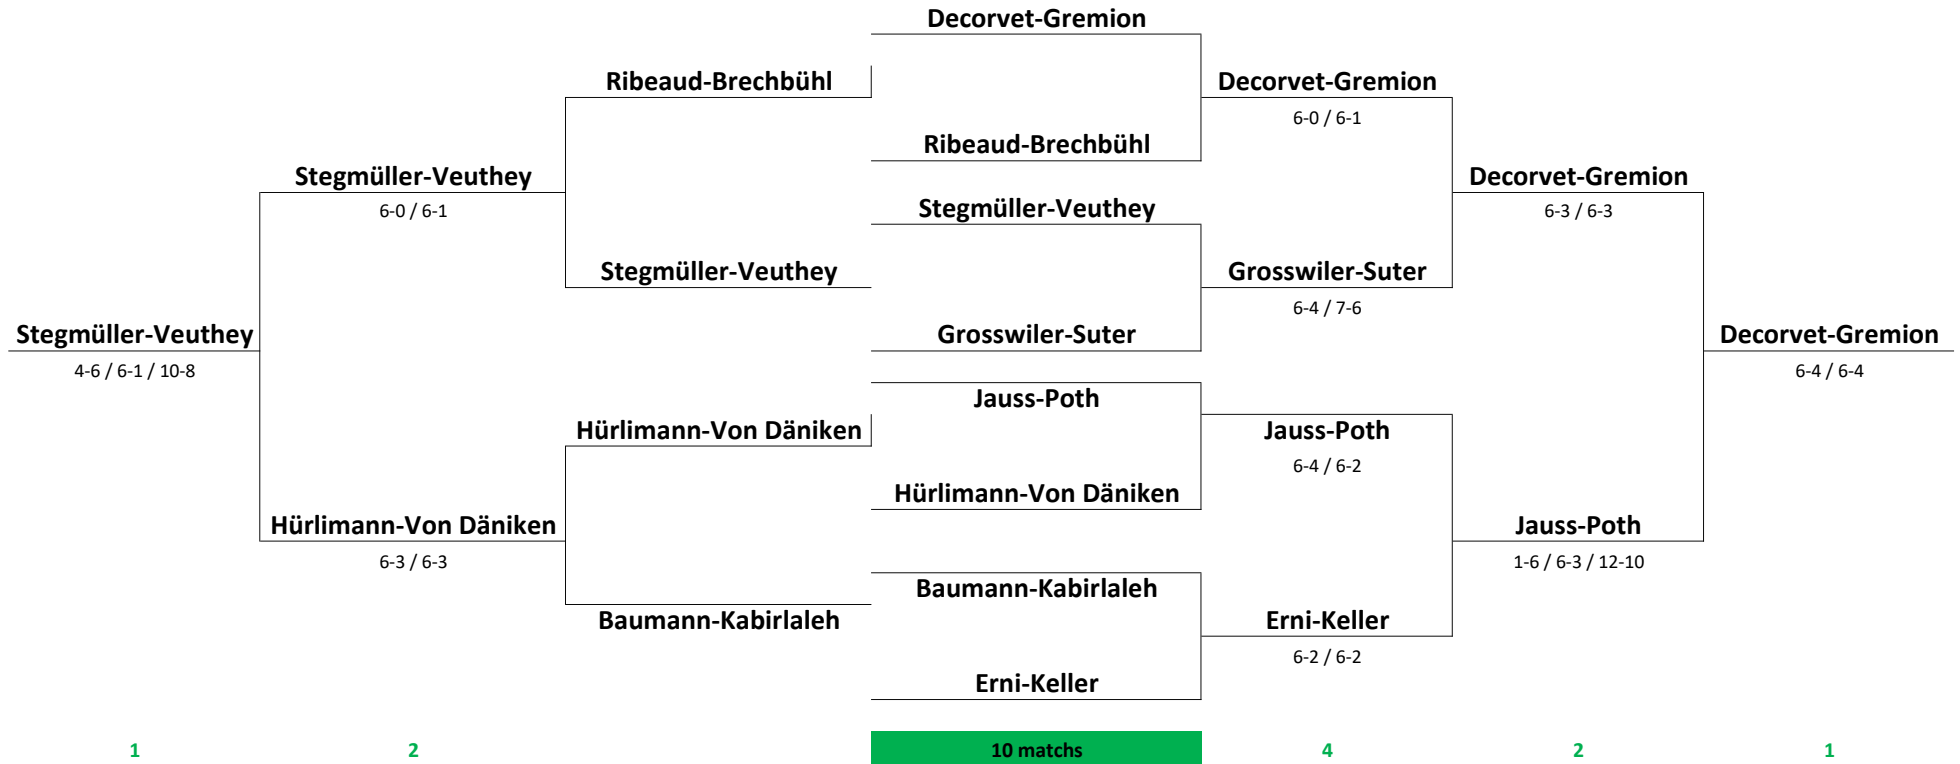 Decorvet-Gremion
Ribeaud-Brechbühl
Decorvet-Gremion
6-0 / 6-1
Ribeaud-Brechbühl
Stegmüller-Veuthey
Decorvet-Gremion
6-0 / 6-1
Stegmüller-Veuthey
6-3 / 6-3
Stegmüller-Veuthey
Grosswiler-Suter
6-4 / 7-6
Stegmüller-Veuthey
Grosswiler-Suter
Decorvet-Gremion
4-6 / 6-1 / 10-8
6-4 / 6-4
Jauss-Poth
Hürlimann-Von Däniken
Jauss-Poth
6-4 / 6-2
Hürlimann-Von Däniken
Hürlimann-Von Däniken
Jauss-Poth
6-3 / 6-3
1-6 / 6-3 / 12-10
Baumann-Kabirlaleh
Baumann-Kabirlaleh
Erni-Keller
6-2 / 6-2
Erni-Keller
1 2 10 matchs 4 2 1